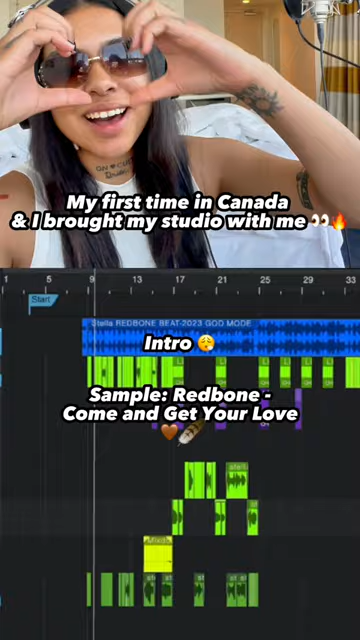 My first time in Canada
& I brought my studio with me 👀🔥
1 5 9 13 17 21 25 29 33
Start
Stella REDBONE BEAT-2023 GOD MODE
Intro 😮‍💨
Sample: Redbone -
Come and Get Your Love
🤎🪶